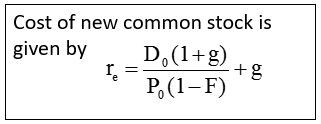 Cost of new common stock is
given by r_e = D_0(1+g) / P_0(1−F) + g